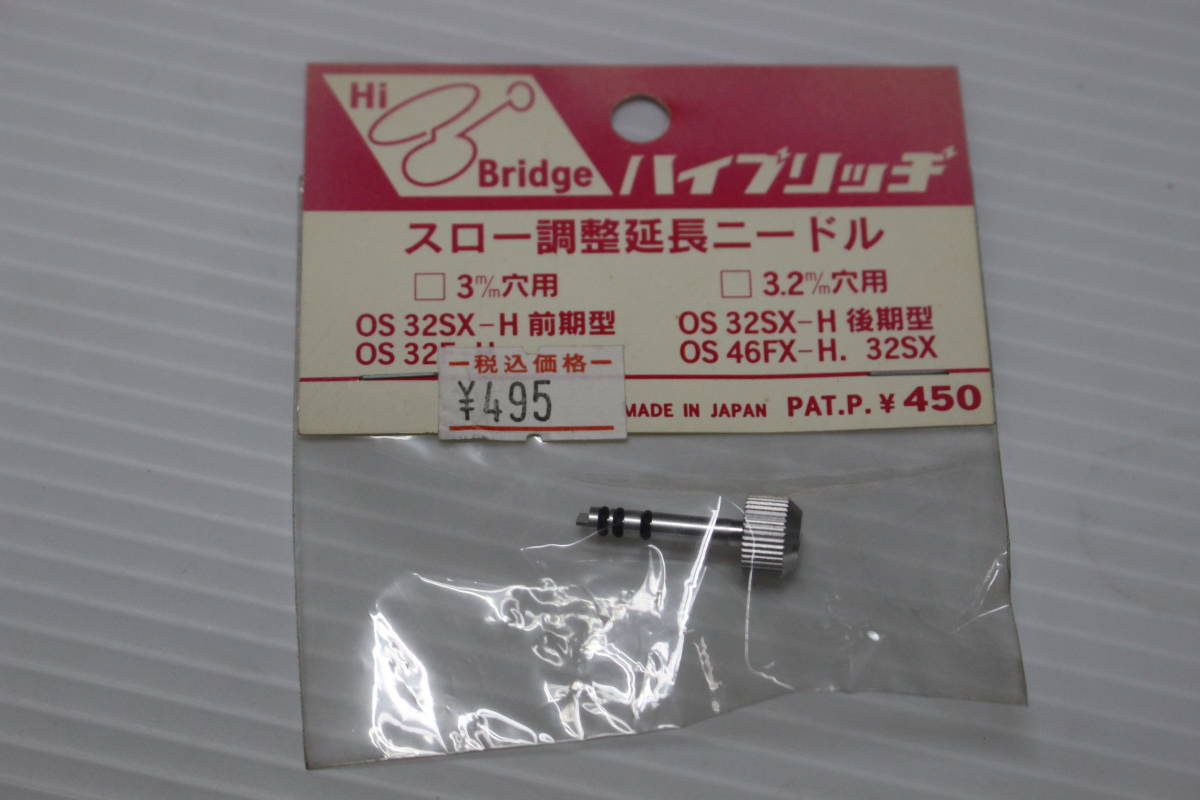 Hi
Bridge ハイブリッヂ
スロー調整延長ニードル
□ 3m/m穴用
□ 3.2m/m穴用
OS 32SX-H 前期型
OS 32SX-H 後期型
OS 32F-H
OS 46FX-H. 32SX
税込価格
¥495
MADE IN JAPAN PAT.P. ¥450